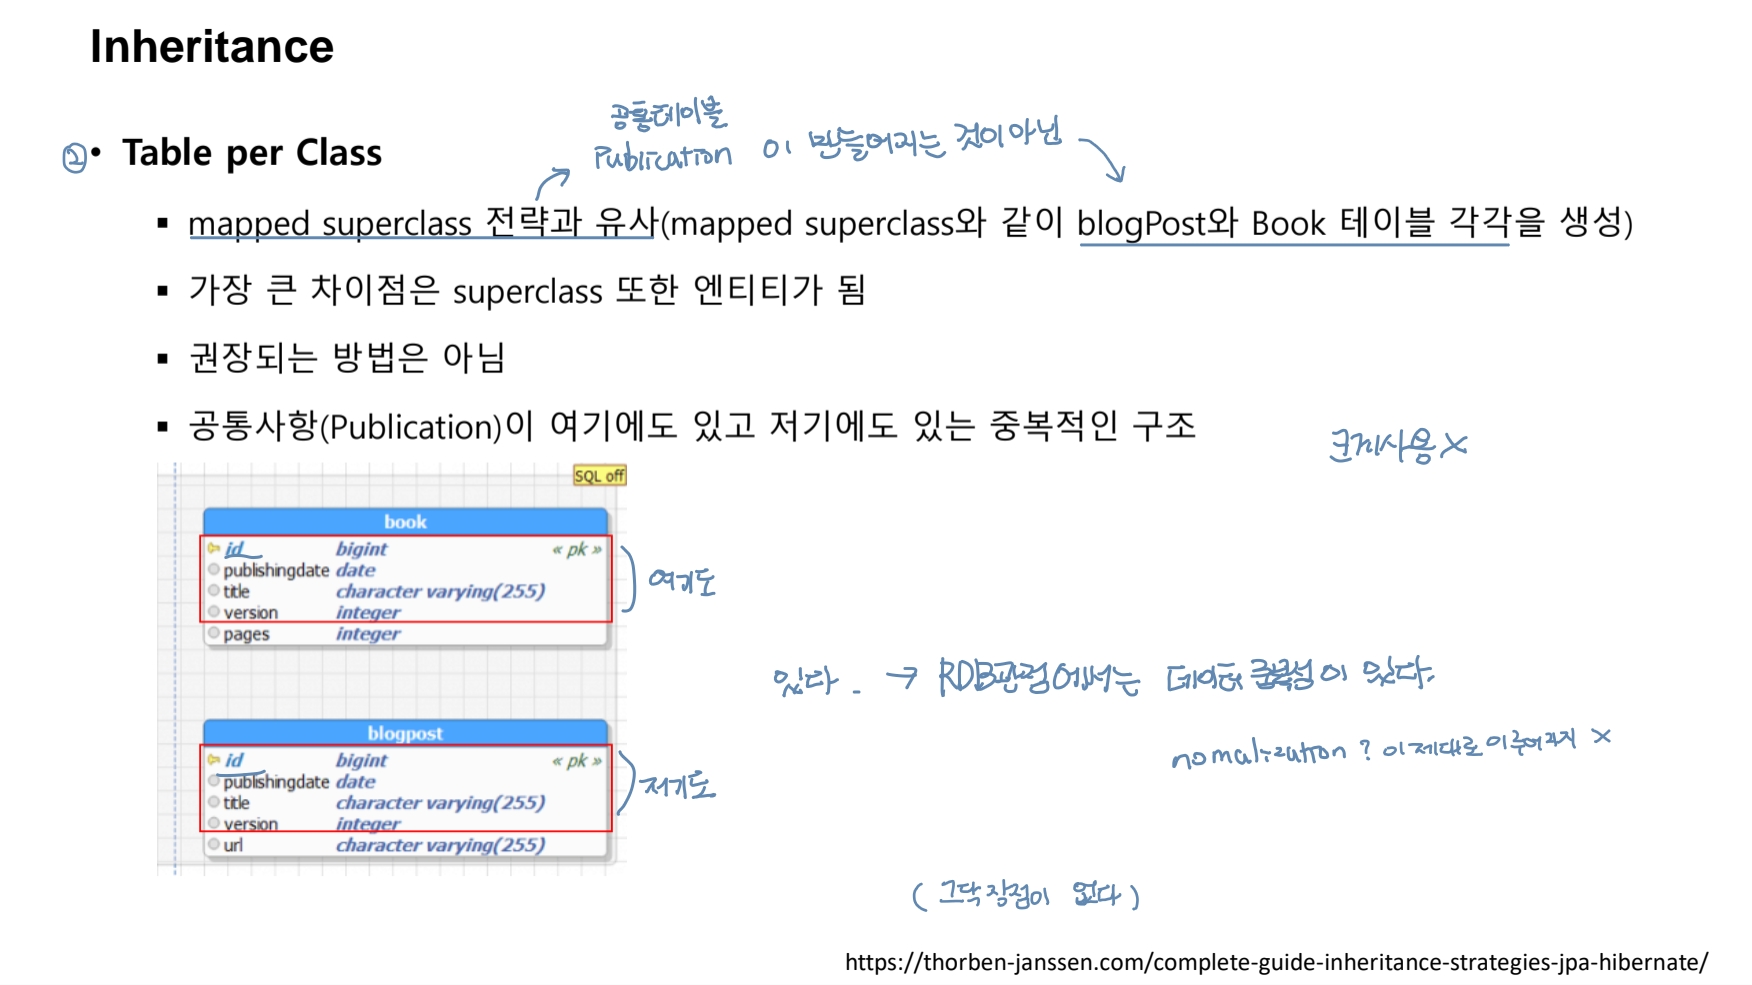 Inheritance
공통테이블
Publication 이 만들어지는 것이 아님
② • Table per Class
▪ mapped superclass 전략과 유사(mapped superclass와 같이 blogPost와 Book 테이블 각각을 생성)
▪ 가장 큰 차이점은 superclass 또한 엔티티가 됨
▪ 권장되는 방법은 아님
▪ 공통사항(Publication)이 여기에도 있고 저기에도 있는 중복적인 구조
크게사용 X
SQL off
book
id bigint « pk »
publishingdate date
title character varying(255)
version integer
pages integer
여기도
있다. → RDB관점에서는 데이터 중복성이 있다.
blogpost
id bigint « pk »
publishingdate date
title character varying(255)
version integer
url character varying(255)
저기도
nomalization ? 이 제대로 이루어지지 X
( 그닥 장점이 없다 )
https://thorben-janssen.com/complete-guide-inheritance-strategies-jpa-hibernate/